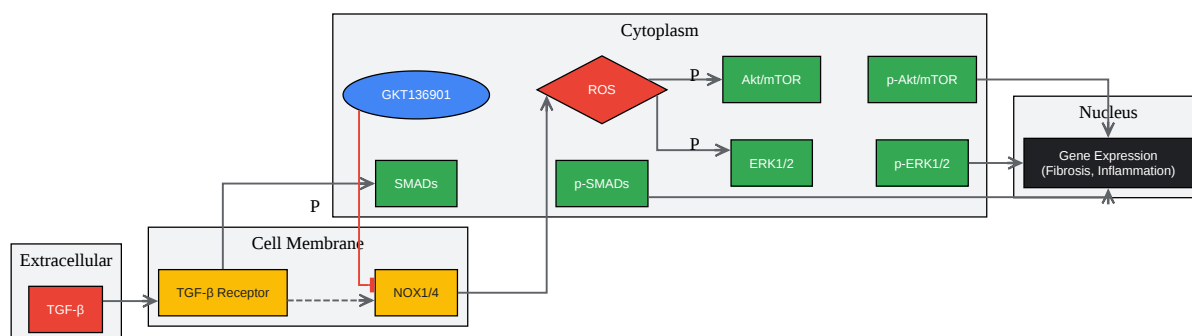 Cytoplasm
GKT136901
ROS
P
Akt/mTOR
p-Akt/mTOR
Nucleus
P
ERK1/2
p-ERK1/2
Gene Expression
(Fibrosis, Inflammation)
SMADs
p-SMADs
P
Cell Membrane
Extracellular
TGF-β Receptor
NOX1/4
TGF-β